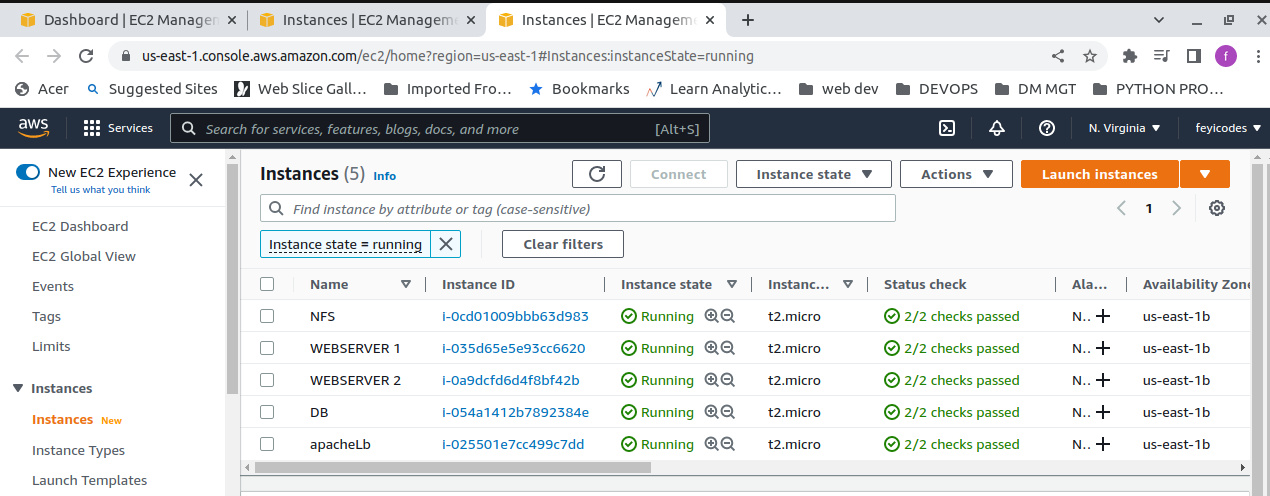 Dashboard | EC2 Managem
Instances | EC2 Manageme
Instances | EC2 Manageme
us-east-1.console.aws.amazon.com/ec2/home?region=us-east-1#Instances:instanceState=running
f
Acer Suggested Sites Web Slice Gall... Imported Fro... Bookmarks Learn Analytic... web dev DEVOPS DM MGT PYTHON PRO...
aws Services Search for services, features, blogs, docs, and more [Alt+S] N. Virginia feyicodes
New EC2 Experience
Tell us what you think
EC2 Dashboard
EC2 Global View
Events
Tags
Limits
Instances
Instances New
Instance Types
Launch Templates
Instances (5) Info Connect Instance state Actions Launch instances
Find instance by attribute or tag (case-sensitive) 1
Instance state = running Clear filters
Name Instance ID Instance state Instanc... Status check Ala... Availability Zone
NFS i-0cd01009bbb63d983 Running t2.micro 2/2 checks passed N.. us-east-1b
WEBSERVER 1 i-035d65e5e93cc6620 Running t2.micro 2/2 checks passed N.. us-east-1b
WEBSERVER 2 i-0a9dcfd6d4f8bf42b Running t2.micro 2/2 checks passed N.. us-east-1b
DB i-054a1412b7892384e Running t2.micro 2/2 checks passed N.. us-east-1b
apacheLb i-025501e7cc499c7dd Running t2.micro 2/2 checks passed N.. us-east-1b